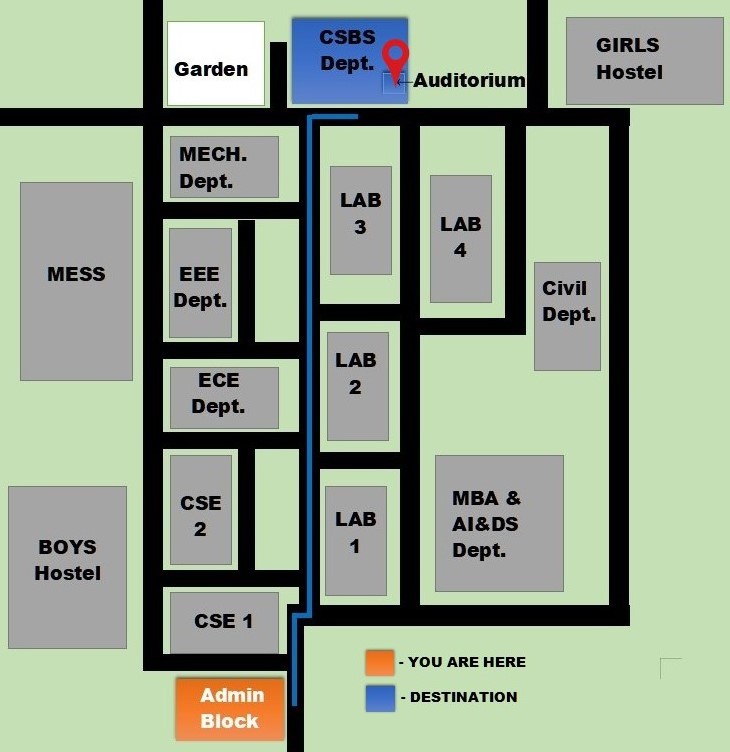 CSBS
Dept.
Garden
←Auditorium
GIRLS
Hostel
MECH.
Dept.
LAB
3
LAB
4
MESS
EEE
Dept.
Civil
Dept.
ECE
Dept.
LAB
2
CSE
2
LAB
1
MBA &
AI&DS
Dept.
BOYS
Hostel
CSE 1
- YOU ARE HERE
- DESTINATION
Admin
Block